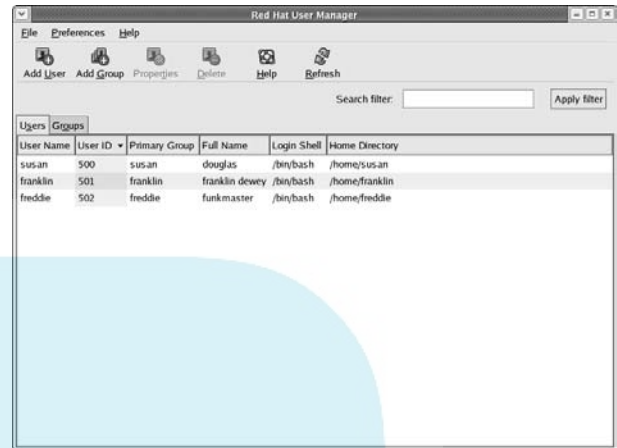 Red Hat User Manager
File Preferences Help
Add User Add Group Properties Delete Help Refresh
Search filter: Apply filter
Users Groups
User Name User ID Primary Group Full Name Login Shell Home Directory
susan 500 susan douglas /bin/bash /home/susan
franklin 501 franklin franklin dewey /bin/bash /home/franklin
freddie 502 freddie funkmaster /bin/bash /home/freddie